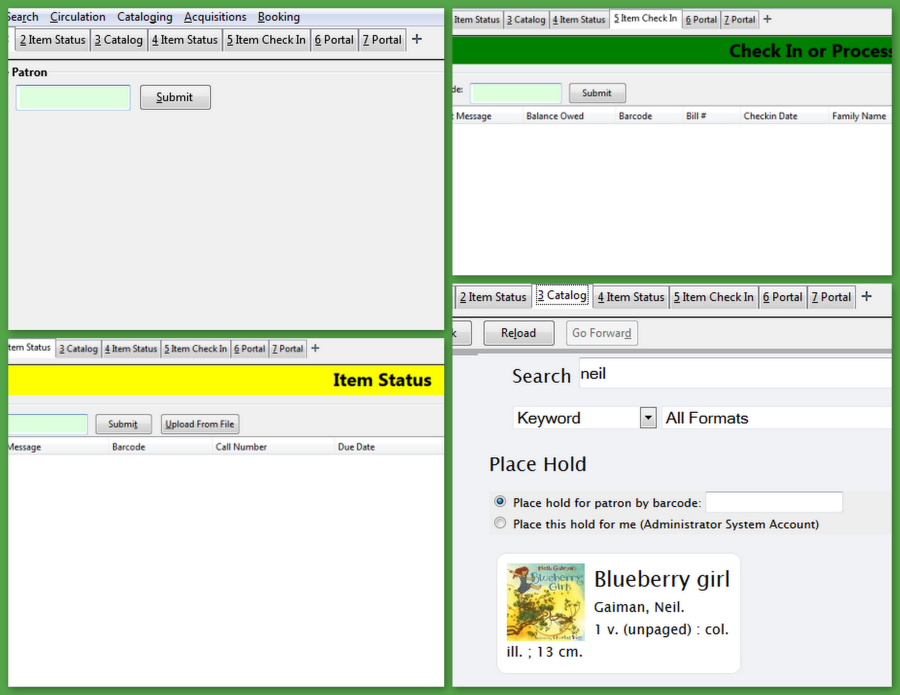 Search Circulation Cataloging Acquisitions Booking
2 Item Status 3 Catalog 4 Item Status 5 Item Check In 6 Portal 7 Portal +
Patron
Submit
Item Status 3 Catalog 4 Item Status 5 Item Check In 6 Portal 7 Portal +
Check In or Process
de: Submit
t Message Balance Owed Barcode Bill # Checkin Date Family Name
tem Status 3 Catalog 4 Item Status 5 Item Check In 6 Portal 7 Portal +
Item Status
Submit Upload From File
Message Barcode Call Number Due Date
2 Item Status 3 Catalog 4 Item Status 5 Item Check In 6 Portal 7 Portal +
k Reload Go Forward
Search neil
Keyword All Formats
Place Hold
Place hold for patron by barcode:
Place this hold for me (Administrator System Account)
Blueberry Girl
Blueberry girl
Gaiman, Neil.
1 v. (unpaged) : col.
ill. ; 13 cm.